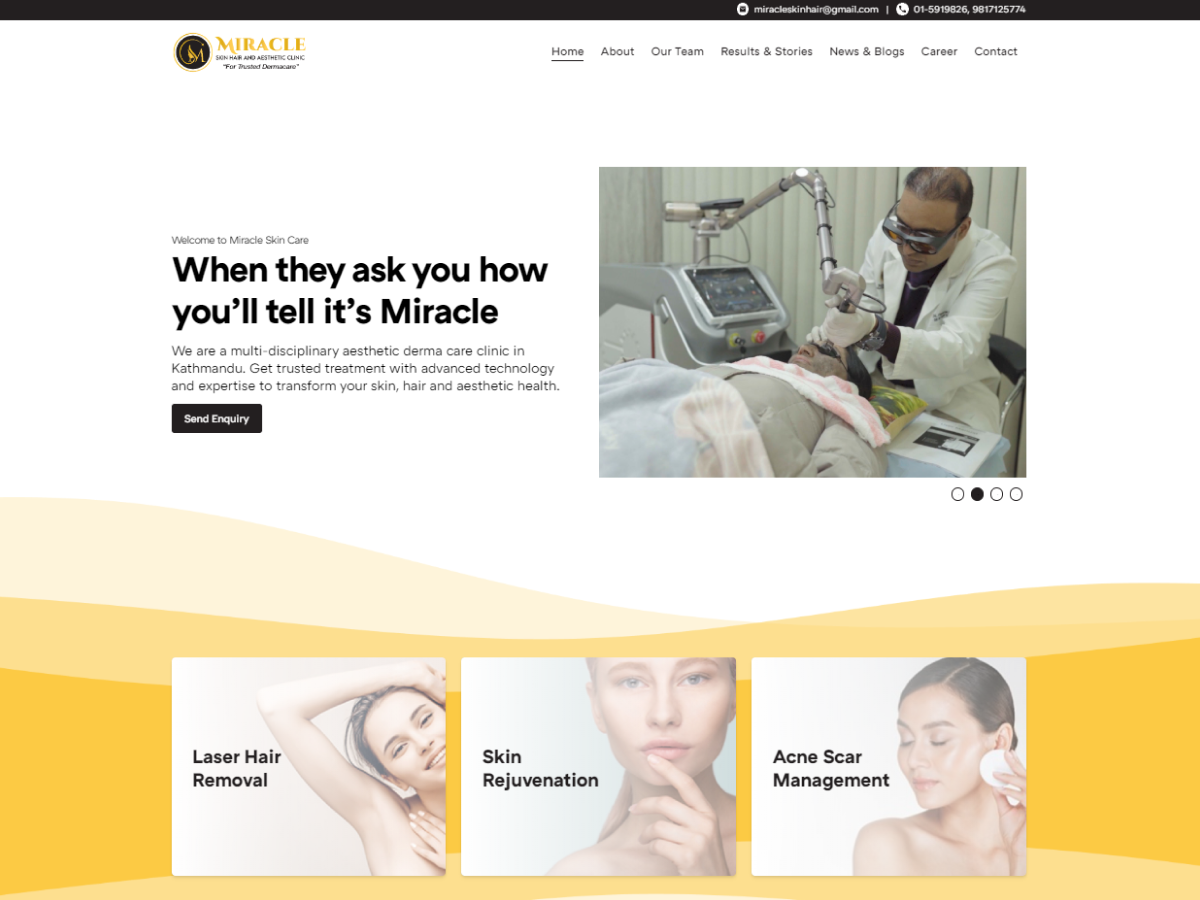 miracleskinhair@gmail.com | 01-5919826, 9817125774
MIRACLE
SKIN HAIR AND AESTHETIC CLINIC
"For Trusted Dermacare"
Home About Our Team Results & Stories News & Blogs Career Contact
Welcome to Miracle Skin Care
When they ask you how
you’ll tell it’s Miracle
We are a multi-disciplinary aesthetic derma care clinic in
Kathmandu. Get trusted treatment with advanced technology
and expertise to transform your skin, hair and aesthetic health.
Send Enquiry
Laser Hair
Removal
Skin
Rejuvenation
Acne Scar
Management